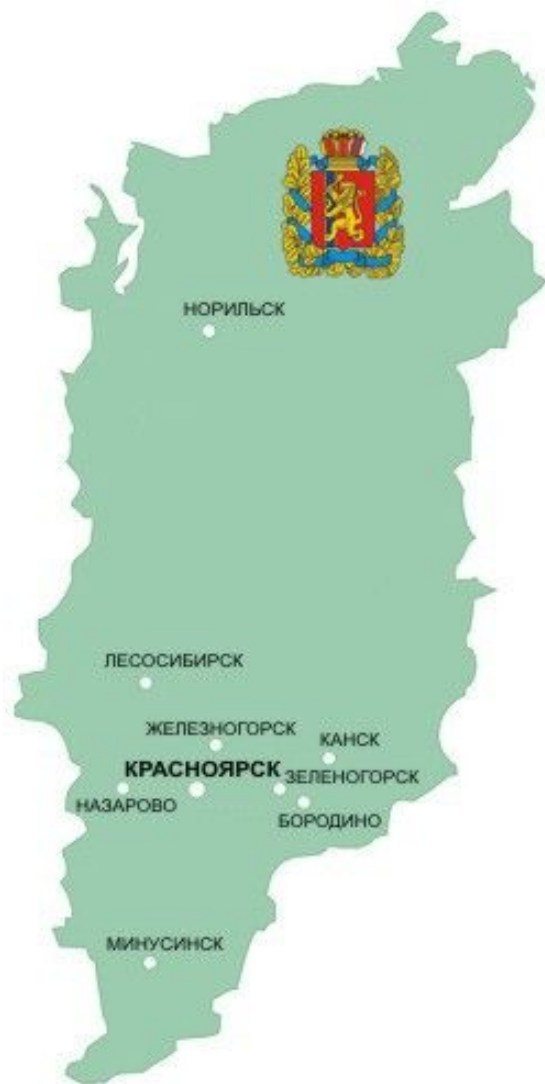 НОРИЛЬСК
ЛЕСОСИБИРСК
ЖЕЛЕЗНОГОРСК
КАНСК
КРАСНОЯРСК
ЗЕЛЕНОГОРСК
НАЗАРОВО
БОРОДИНО
МИНУСИНСК